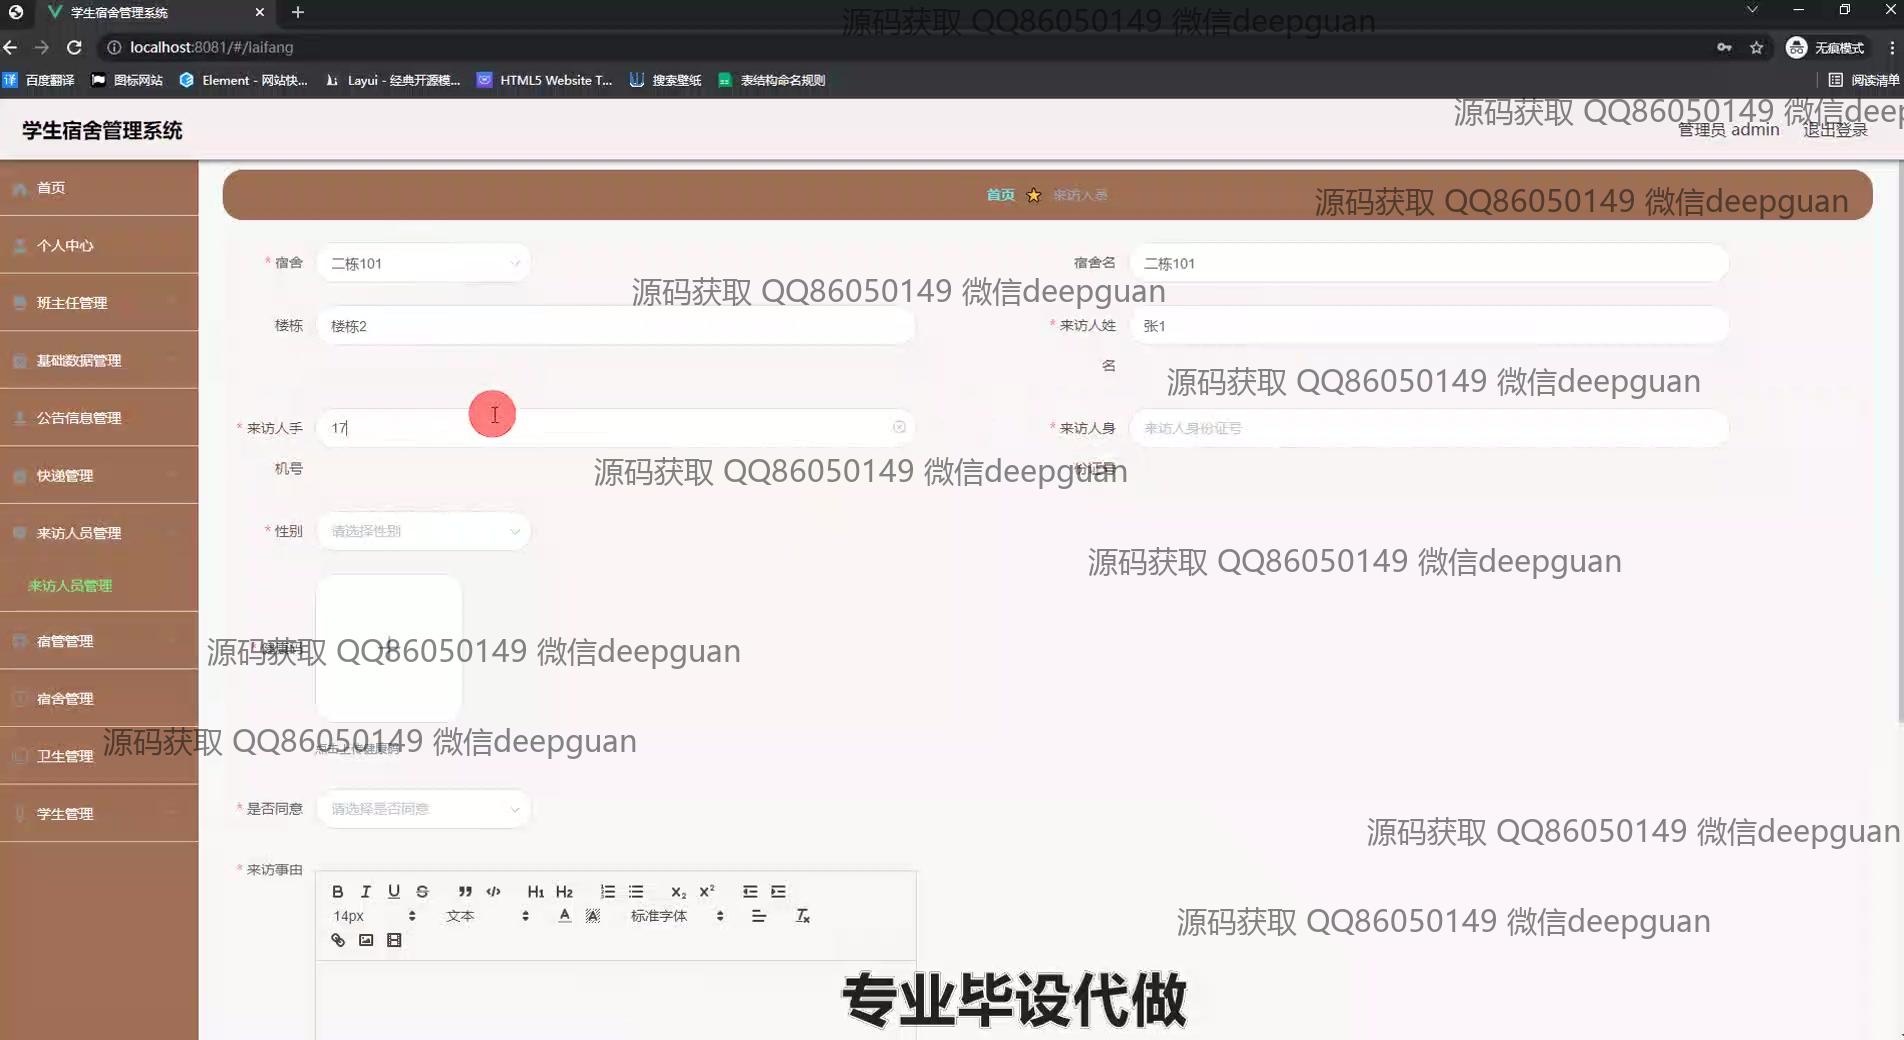 学生宿舍管理系统
源码获取 QQ86050149 微信deepguan
localhost:8081/#/laifang
无痕模式
百度翻译
图标网站
Element - 网站快...
Layui - 经典开源模...
HTML5 Website T...
搜索壁纸
表结构命名规则
阅读清单
学生宿舍管理系统
源码获取 QQ86050149 微信deep
管理员 admin
退出登录
首页
个人中心
班主任管理
基础数据管理
公告信息管理
快递管理
来访人员管理
来访人员管理
宿管管理
宿舍管理
卫生管理
学生管理
首页
来访人员
源码获取 QQ86050149 微信deepguan
* 宿舍
二栋101
宿舍名
二栋101
源码获取 QQ86050149 微信deepguan
楼栋
楼栋2
* 来访人姓
名
张1
源码获取 QQ86050149 微信deepguan
* 来访人手
机号
17
* 来访人身
份证号
来访人身份证号
源码获取 QQ86050149 微信deepguan
* 性别
请选择性别
源码获取 QQ86050149 微信deepguan
* 健康码
源码获取 QQ86050149 微信deepguan
点击上传健康码
源码获取 QQ86050149 微信deepguan
* 是否同意
请选择是否同意
源码获取 QQ86050149 微信deepguan
* 来访事由
B I U S H1 H2 X₂ X²
14px
文本
标准字体
源码获取 QQ86050149 微信deepguan
专业毕设代做